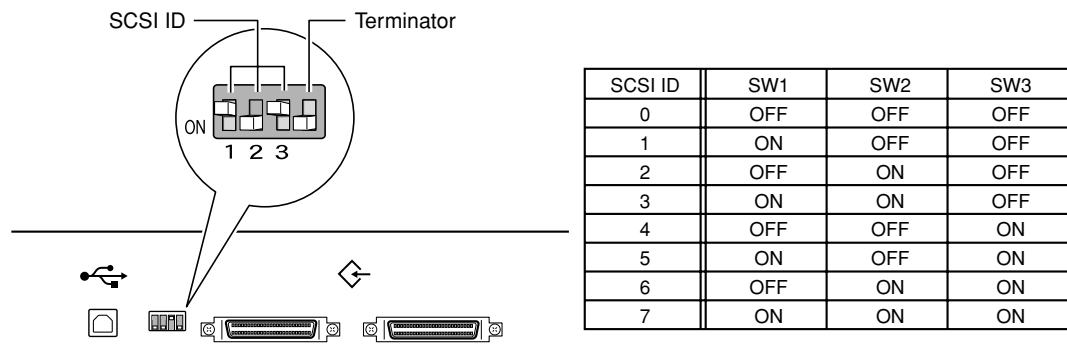 SCSI ID
Terminator
ON
1 2 3
SCSI ID SW1 SW2 SW3
0 OFF OFF OFF
1 ON OFF OFF
2 OFF ON OFF
3 ON ON OFF
4 OFF OFF ON
5 ON OFF ON
6 OFF ON ON
7 ON ON ON